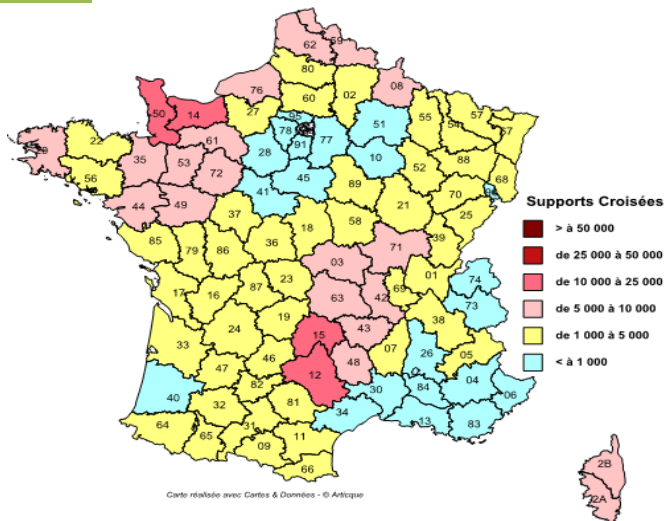 62 59
80
76 08
60 02
50 14 27 95 51 55 54 57 67
78 77
61 91
22 28 10 88
35 53 68
56 72 45 52
41 89 70
44 49 21 25
37 18 58
39
85 79 86 36 71
03 01 74
17 16 87 23 69
63 42 73
19 38
24 15 43
33 05
46 48 07 26
47 12 04
40 82 30 84 06
32 81 34 13 83
64 31
65 11
09
66
2B
2A
Supports Croisées
> à 50 000
de 25 000 à 50 000
de 10 000 à 25 000
de 5 000 à 10 000
de 1 000 à 5 000
< à 1 000
Carte réalisée avec Cartes & Données - © Artique